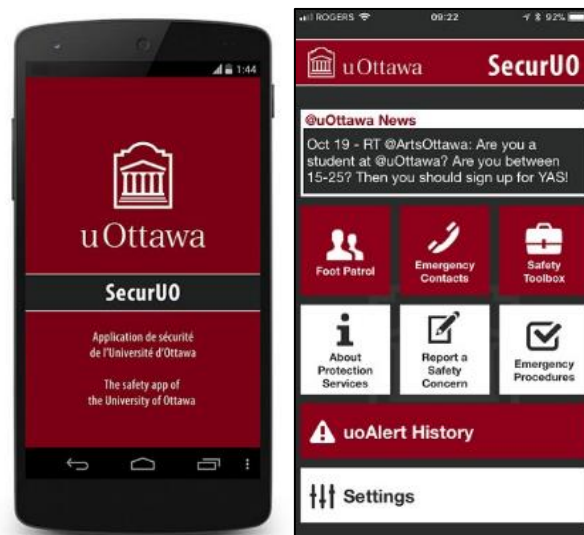 1:44
uOttawa
SecurUO
Application de sécurité
de l'Université d'Ottawa
The safety app of
the University of Ottawa
ROGERS 09:22 92%
uOttawa SecurUO
@uOttawa News
Oct 19 - RT @ArtsOttawa: Are you a
student at @uOttawa? Are you between
15-25? Then you should sign up for YAS!
Foot Patrol
Emergency
Contacts
Safety
Toolbox
About
Protection
Services
Report a
Safety
Concern
Emergency
Procedures
uoAlert History
Settings